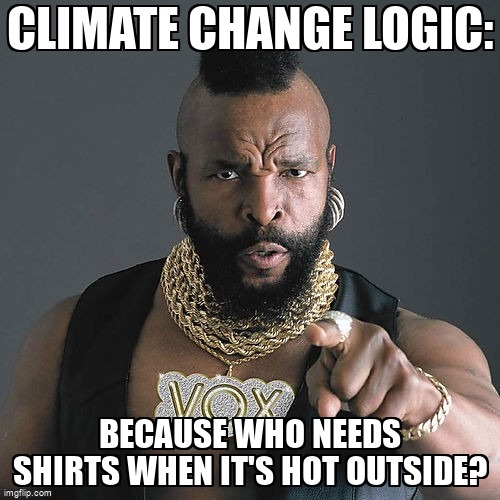 CLIMATE CHANGE LOGIC:
VOX
BECAUSE WHO NEEDS
SHIRTS WHEN IT'S HOT OUTSIDE?
imgflip.com